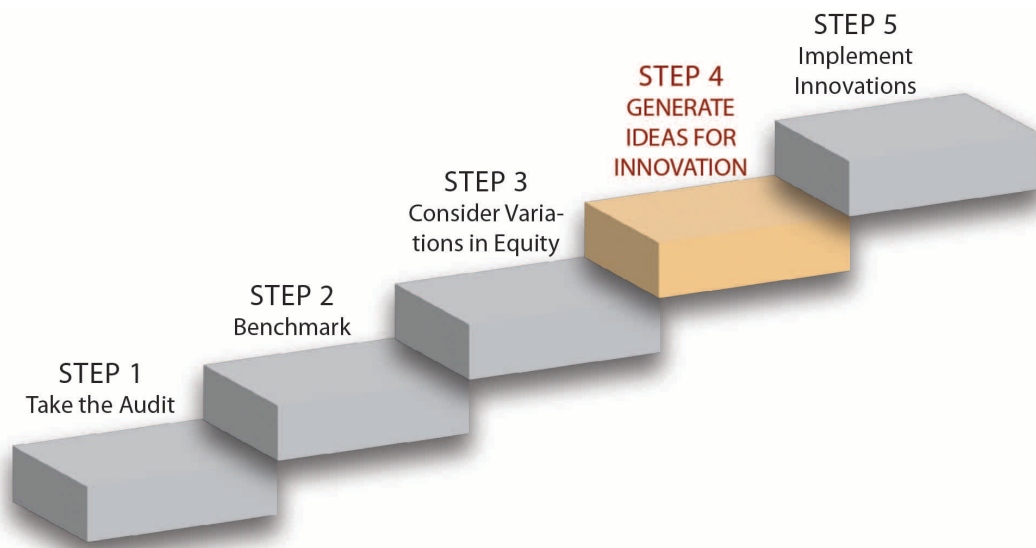 STEP 1
Take the Audit
STEP 2
Benchmark
STEP 3
Consider Varia-
tions in Equity
STEP 4
GENERATE
IDEAS FOR
INNOVATION
STEP 5
Implement
Innovations